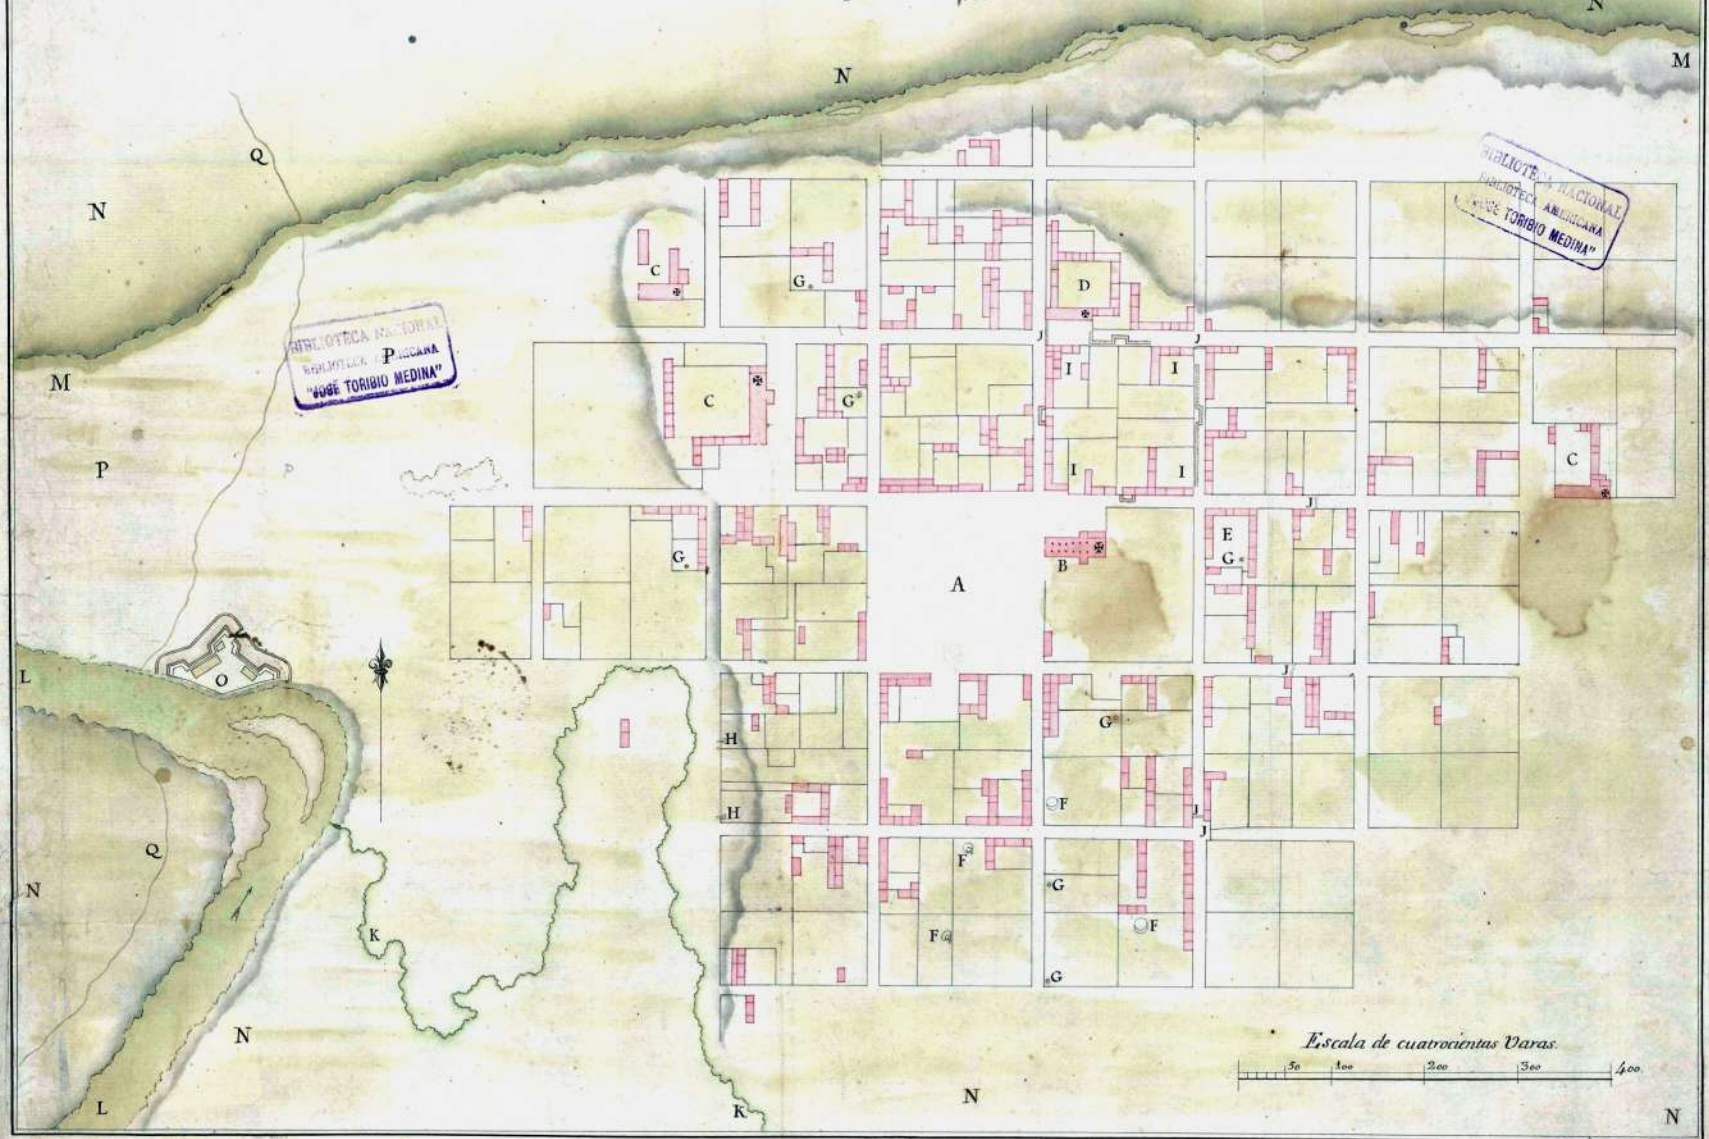 N
N
M
Q
N
BIBLIOTECA NACIONAL
BIBLIOTECA AMERICANA
"JOSE TORIBIO MEDINA"
C
G
D
BIBLIOTECA NACIONAL
BIBLIOTECA AMERICANA
"JOSE TORIBIO MEDINA"
P
M
J
J
I
I
C
G
P
I
I
C
J
G
A
B
E
G
L
O
J
G
H
H
F
J
J
Q
F
G
N
K
F
F
G
N
Escala de cuatrocientas Varas.
50 100 200 300 400.
N
L
K
N